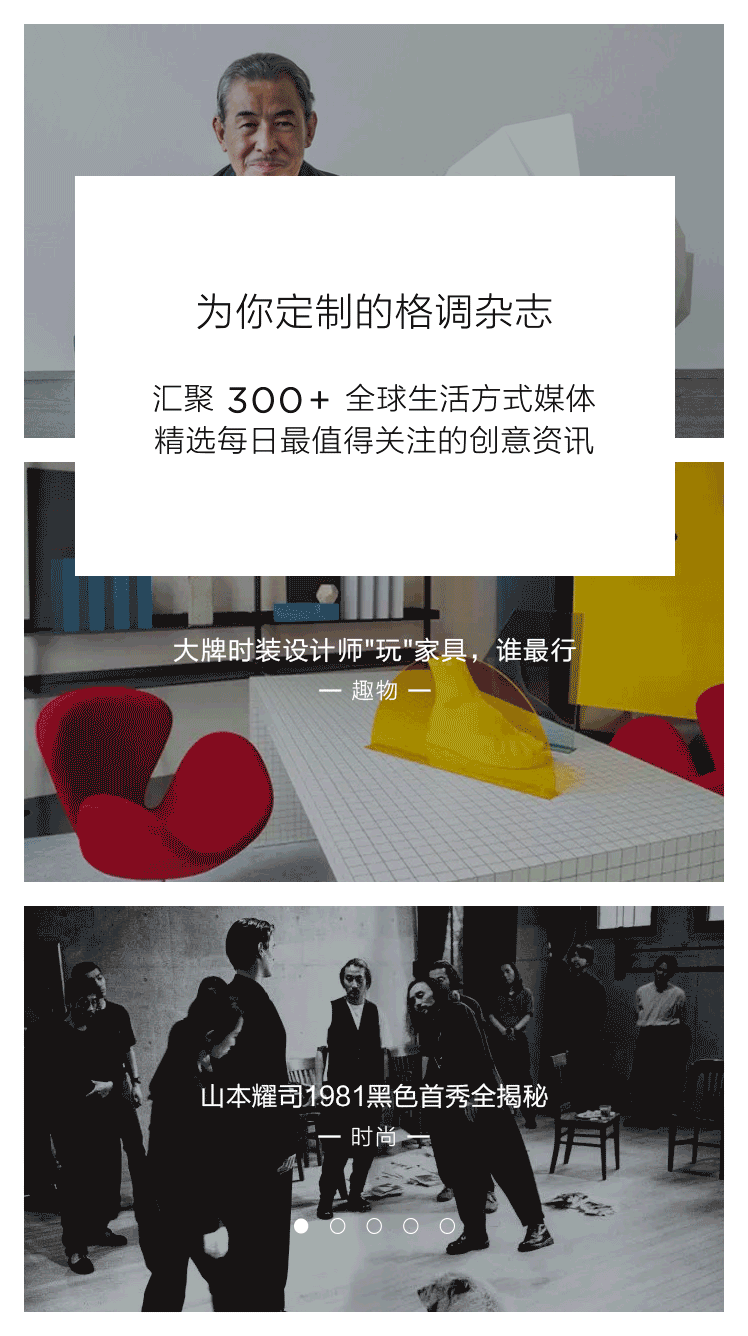 为你定制的格调杂志
汇聚 300+ 全球生活方式媒体
精选每日最值得关注的创意资讯
大牌时装设计师"玩"家具，谁最行
— 趣物 —
山本耀司1981黑色首秀全揭秘
— 时尚 —